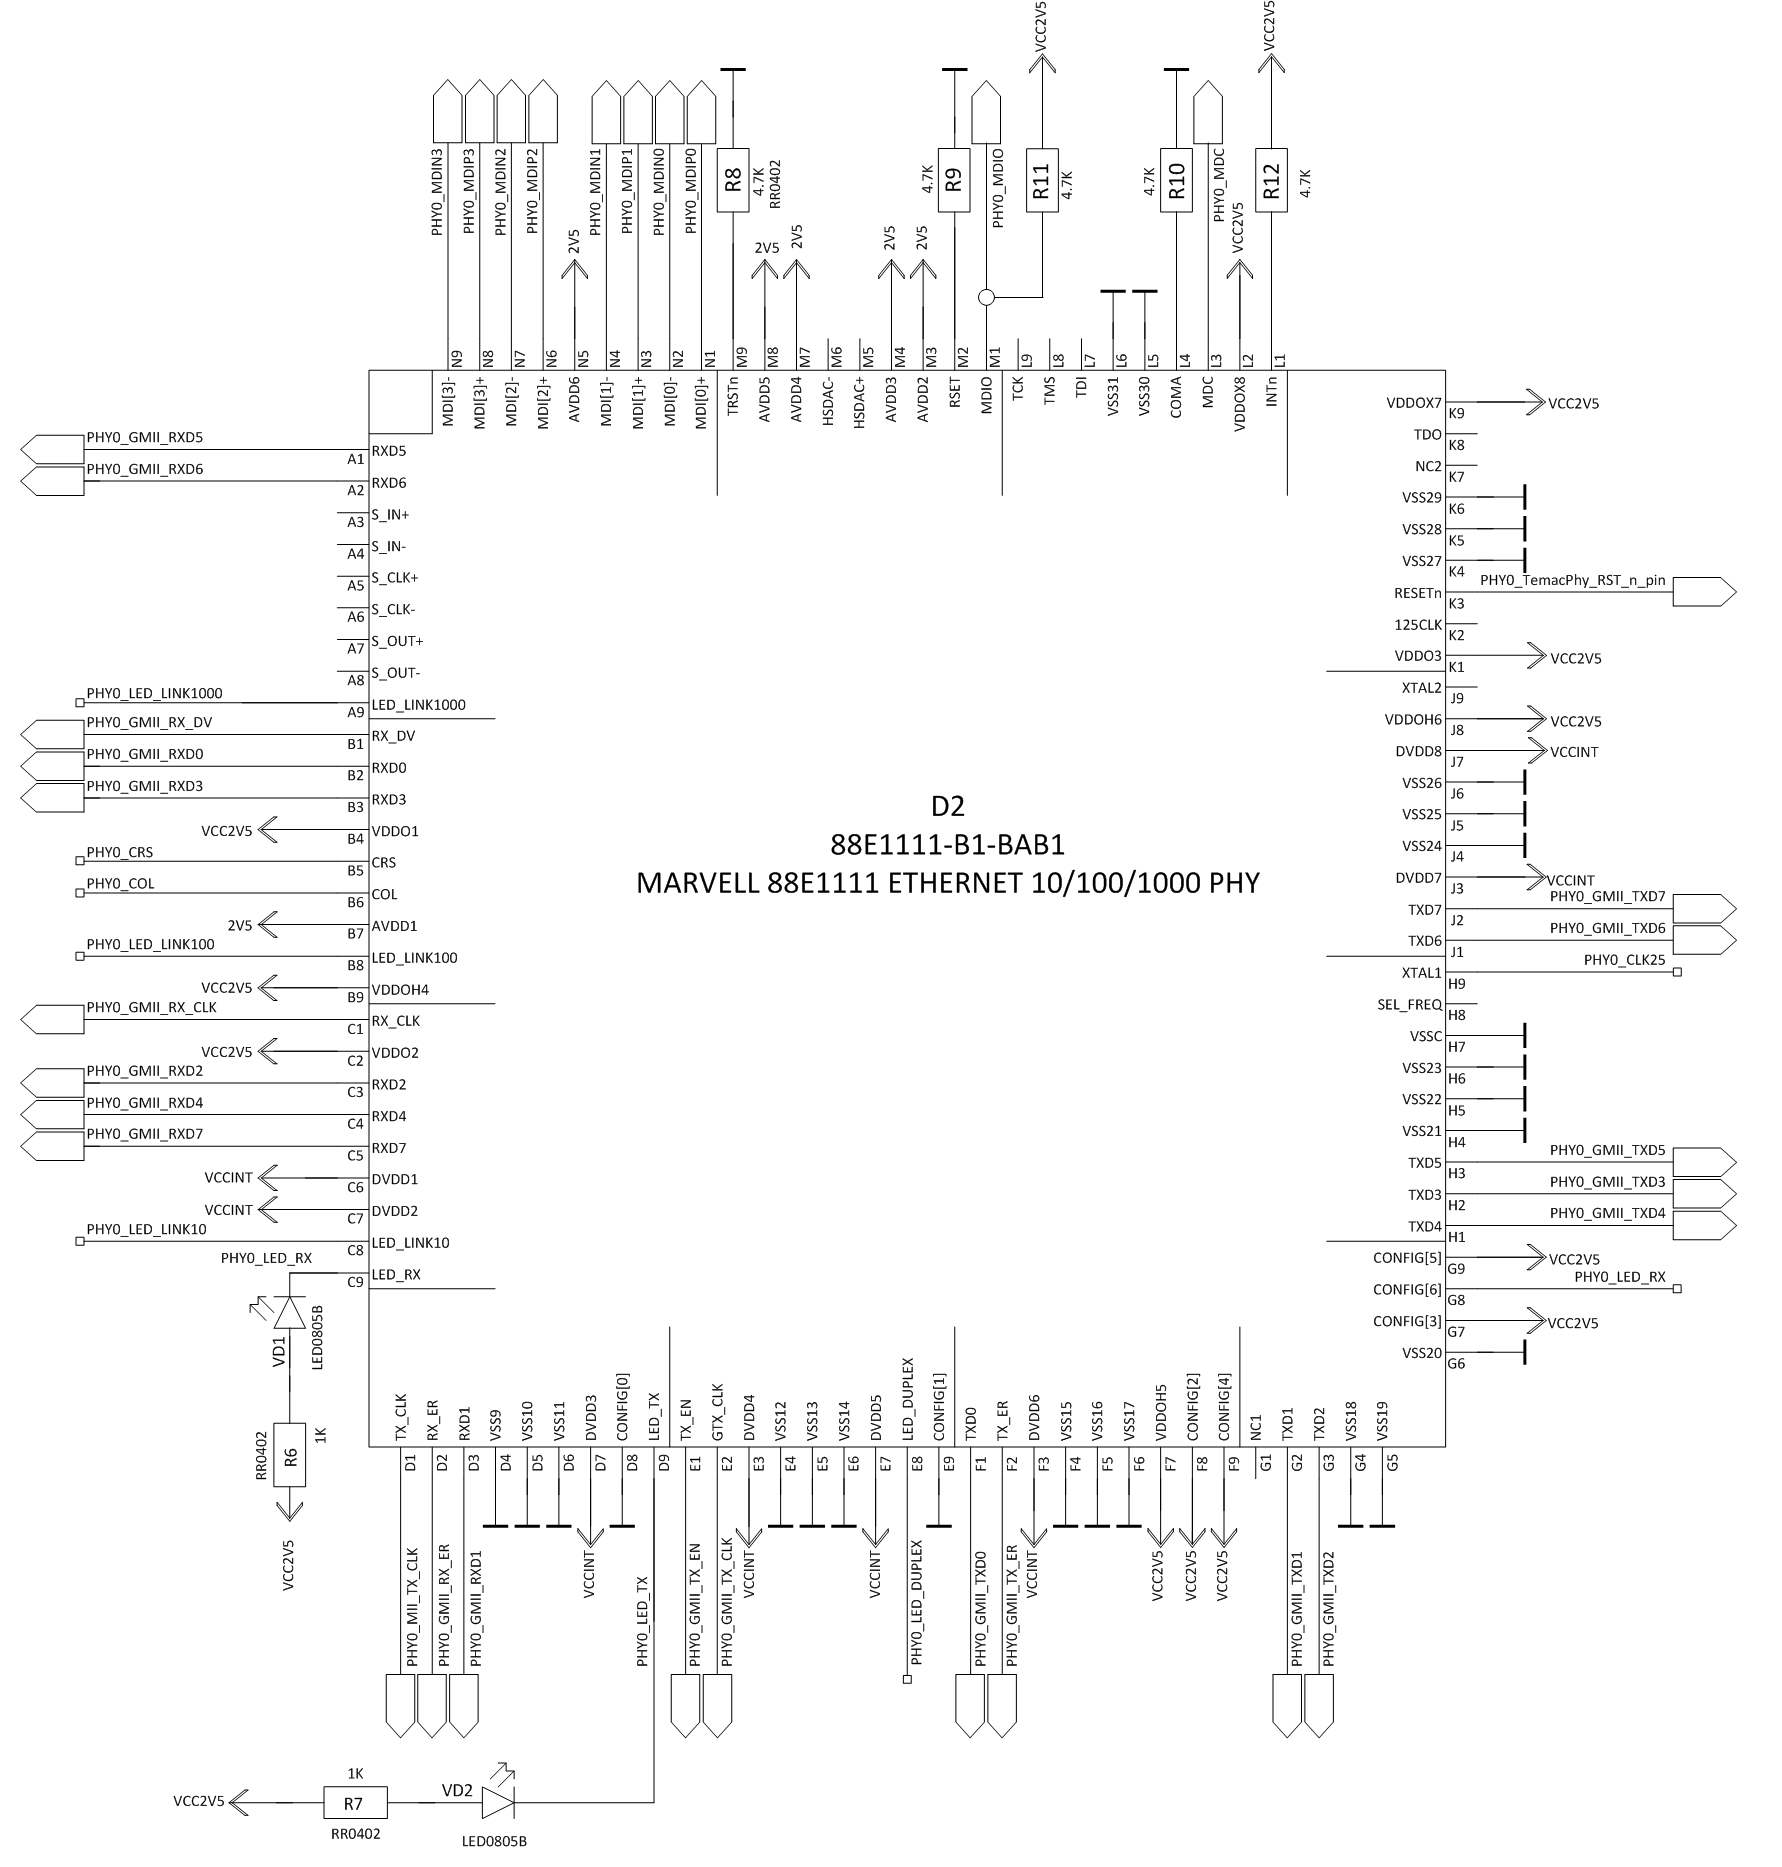 VCC2V5
VCC2V5
PHY0_MDIN3
PHY0_MDIP3
PHY0_MDIN2
PHY0_MDIP2
2V5
PHY0_MDIN1
PHY0_MDIP1
PHY0_MDIN0
PHY0_MDIP0
R8
4.7K
RR0402
2V5
2V5
2V5
2V5
4.7K
R9
PHY0_MDIO
R11
4.7K
4.7K
R10
PHY0_MDC
VCC2V5
R12
4.7K
N9
N8
N7
N6
N5
N4
N3
N2
N1
M9
M8
M7
M6
M5
M4
M3
M2
M1
L9
L8
L7
L6
L5
L4
L3
L2
L1
MDI[3]-
MDI[3]+
MDI[2]-
MDI[2]+
AVDD6
MDI[1]-
MDI[1]+
MDI[0]-
MDI[0]+
TRSTn
AVDD5
AVDD4
HSDAC-
HSDAC+
AVDD3
AVDD2
RSET
MDIO
TCK
TMS
TDI
VSS31
VSS30
COMA
MDC
VDDOX8
INTn
PHY0_GMII_RXD5
A1
RXD5
PHY0_GMII_RXD6
A2
RXD6
A3
S_IN+
A4
S_IN-
A5
S_CLK+
A6
S_CLK-
A7
S_OUT+
A8
S_OUT-
PHY0_LED_LINK1000
A9
LED_LINK1000
PHY0_GMII_RX_DV
B1
RX_DV
PHY0_GMII_RXD0
B2
RXD0
PHY0_GMII_RXD3
B3
RXD3
VCC2V5
B4
VDDO1
PHY0_CRS
B5
CRS
PHY0_COL
B6
COL
2V5
B7
AVDD1
PHY0_LED_LINK100
B8
LED_LINK100
VCC2V5
B9
VDDOH4
PHY0_GMII_RX_CLK
C1
RX_CLK
VCC2V5
C2
VDDO2
PHY0_GMII_RXD2
C3
RXD2
PHY0_GMII_RXD4
C4
RXD4
PHY0_GMII_RXD7
C5
RXD7
VCCINT
C6
DVDD1
VCCINT
C7
DVDD2
PHY0_LED_LINK10
C8
LED_LINK10
PHY0_LED_RX
C9
LED_RX
D2
88E1111-B1-BAB1
MARVELL 88E1111 ETHERNET 10/100/1000 PHY
VDDOX7
K9
VCC2V5
TDO
K8
NC2
K7
VSS29
K6
VSS28
K5
VSS27
K4
RESETn
K3
PHY0_TemacPhy_RST_n_pin
125CLK
K2
VDDO3
K1
VCC2V5
XTAL2
J9
VDDOH6
J8
VCC2V5
DVDD8
J7
VCCINT
VSS26
J6
VSS25
J5
VSS24
J4
DVDD7
J3
VCCINT
TXD7
J2
PHY0_GMII_TXD7
TXD6
J1
PHY0_GMII_TXD6
XTAL1
H9
PHY0_CLK25
SEL_FREQ
H8
VSSC
H7
VSS23
H6
VSS22
H5
VSS21
H4
TXD5
H3
PHY0_GMII_TXD5
TXD3
H2
PHY0_GMII_TXD3
TXD4
H1
PHY0_GMII_TXD4
CONFIG[5]
G9
VCC2V5
CONFIG[6]
G8
PHY0_LED_RX
CONFIG[3]
G7
VCC2V5
VSS20
G6
VD1
LED0805B
RR0402
R6
1K
VCC2V5
TX_CLK
RX_ER
RXD1
VSS9
VSS10
VSS11
DVDD3
CONFIG[0]
LED_TX
TX_EN
GTX_CLK
DVDD4
VSS12
VSS13
VSS14
DVDD5
LED_DUPLEX
CONFIG[1]
TXD0
TX_ER
DVDD6
VSS15
VSS16
VSS17
VDDOH5
CONFIG[2]
CONFIG[4]
NC1
TXD1
TXD2
VSS18
VSS19
D1
D2
D3
D4
D5
D6
D7
D8
D9
E1
E2
E3
E4
E5
E6
E7
E8
E9
F1
F2
F3
F4
F5
F6
F7
F8
F9
G1
G2
G3
G4
G5
PHY0_MII_TX_CLK
PHY0_GMII_RX_ER
PHY0_GMII_RXD1
VCCINT
PHY0_LED_TX
PHY0_GMII_TX_EN
PHY0_GMII_TX_CLK
VCCINT
VCCINT
PHY0_LED_DUPLEX
PHY0_GMII_TXD0
PHY0_GMII_TX_ER
VCCINT
VCC2V5
VCC2V5
VCC2V5
PHY0_GMII_TXD1
PHY0_GMII_TXD2
VCC2V5
1K
R7
RR0402
VD2
LED0805B